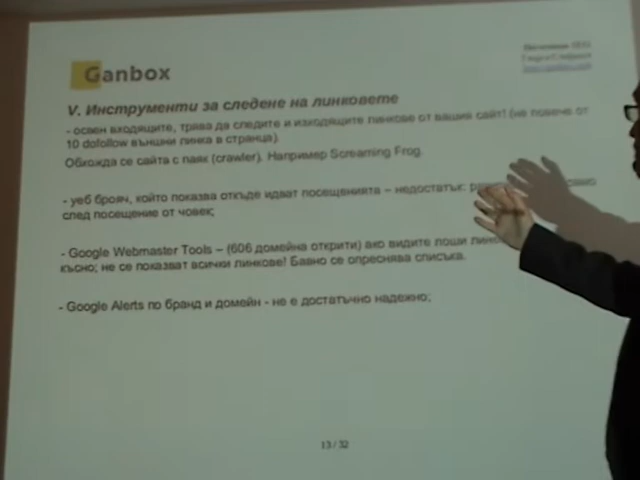 Ganbox
V. Инструменти за следене на линковете
- освен входящите, трява да следите и изходящите линкове от вашия сайт! (не повече от
10 dofollow външни линка в страница)
Обхожда се сайта с паяк (crawler). Например Screaming Frog.
- уеб брояч, който показва откъде идват посещенията – недостатък:
след посещение от човек;
- Google Webmaster Tools – (606 домейна открити) ако видите лоши
късно; не се показват всички линкове! Бавно се опреснява списъка.
- Google Alerts по бранд и домейн - не е достатъчно надежно;
13 / 32